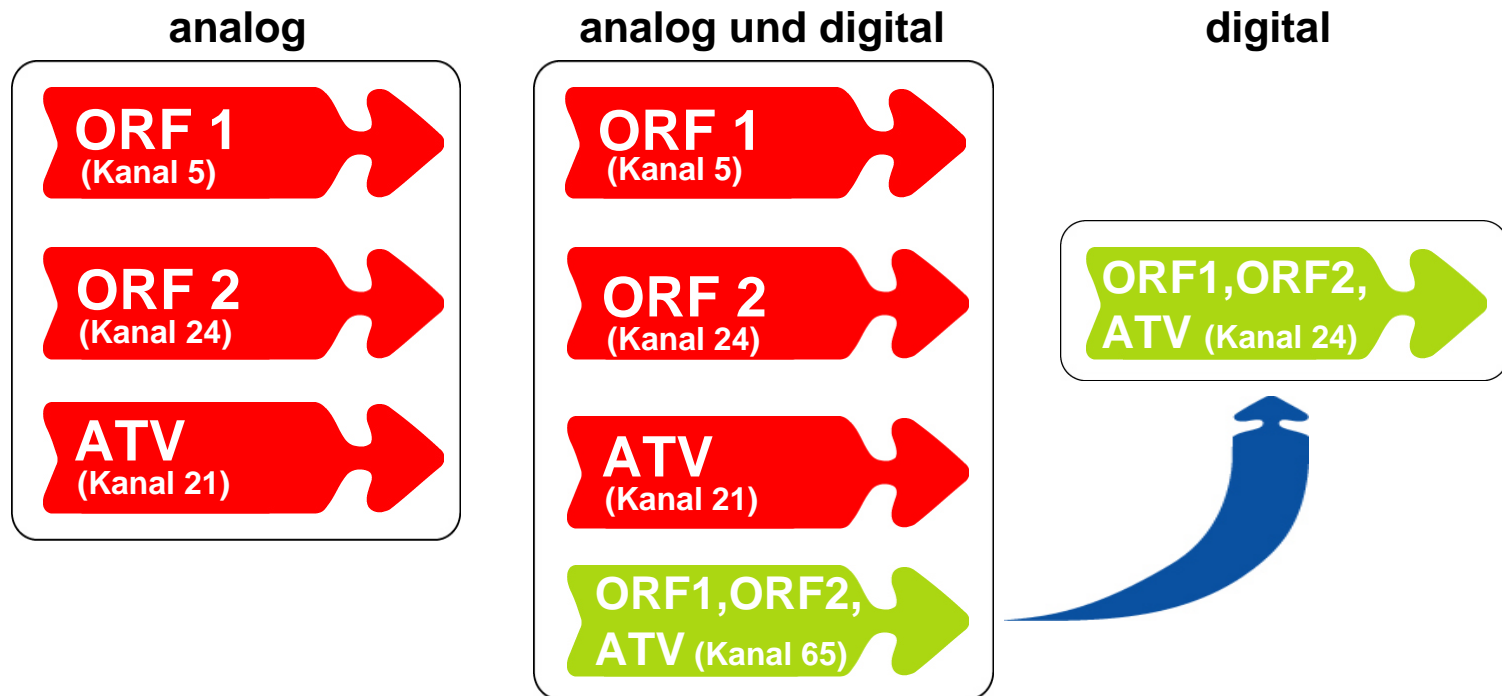 analog
ORF 1
(Kanal 5)
ORF 2
(Kanal 24)
ATV
(Kanal 21)
analog und digital
ORF 1
(Kanal 5)
ORF 2
(Kanal 24)
ATV
(Kanal 21)
ORF1,ORF2,
ATV (Kanal 65)
digital
ORF1,ORF2,
ATV (Kanal 24)